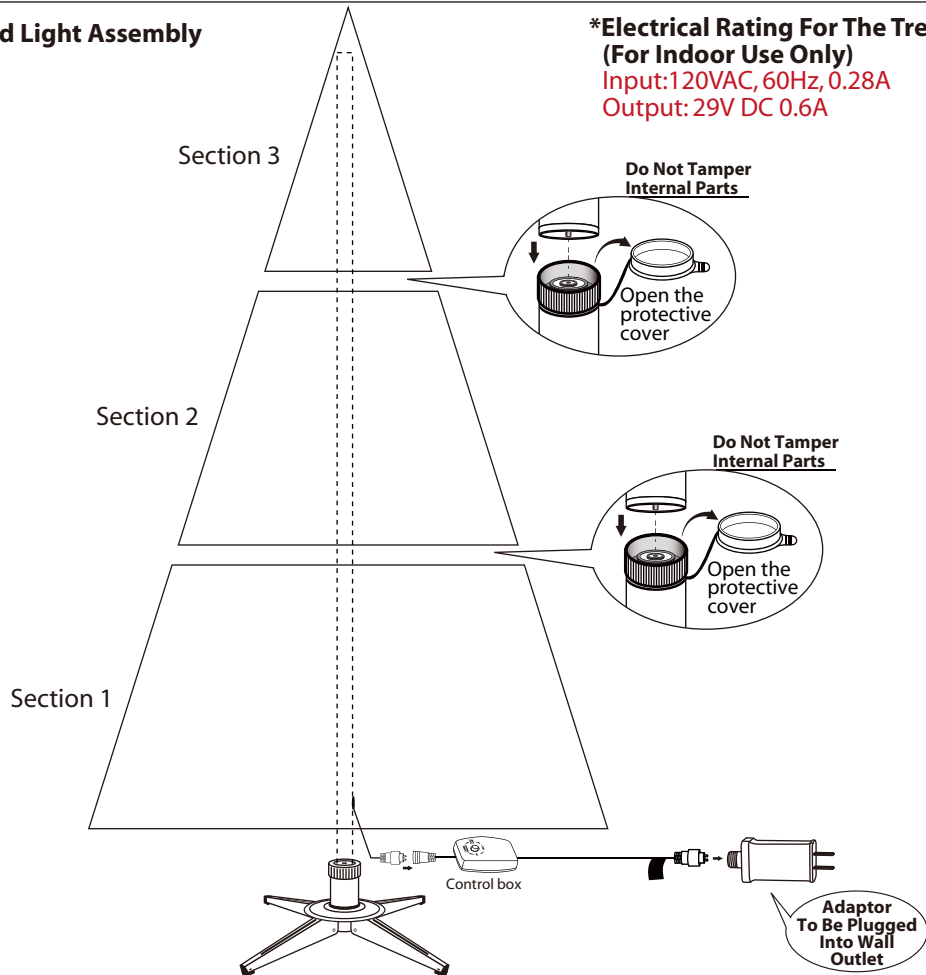 d Light Assembly
*Electrical Rating For The Tre
(For Indoor Use Only)
Input:120VAC, 60Hz, 0.28A
Output: 29V DC 0.6A
Section 3
Do Not Tamper
Internal Parts
Open the
protective
cover
Section 2
Do Not Tamper
Internal Parts
Open the
protective
cover
Section 1
Control box
Adaptor
To Be Plugged
Into Wall
Outlet